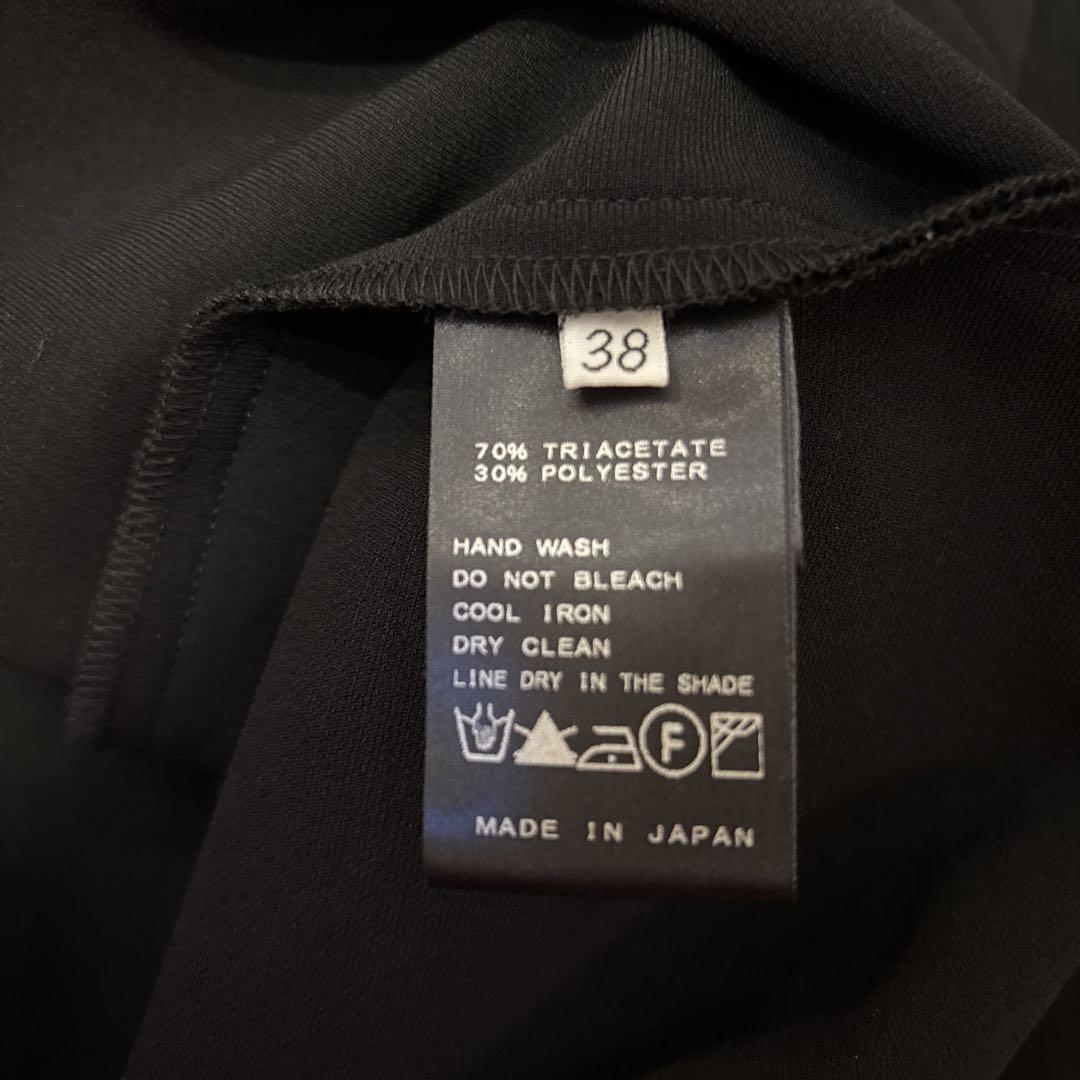 38
70% TRIACETATE
30% POLYESTER
HAND WASH
DO NOT BLEACH
COOL IRON
DRY CLEAN
LINE DRY IN THE SHADE
F
MADE IN JAPAN